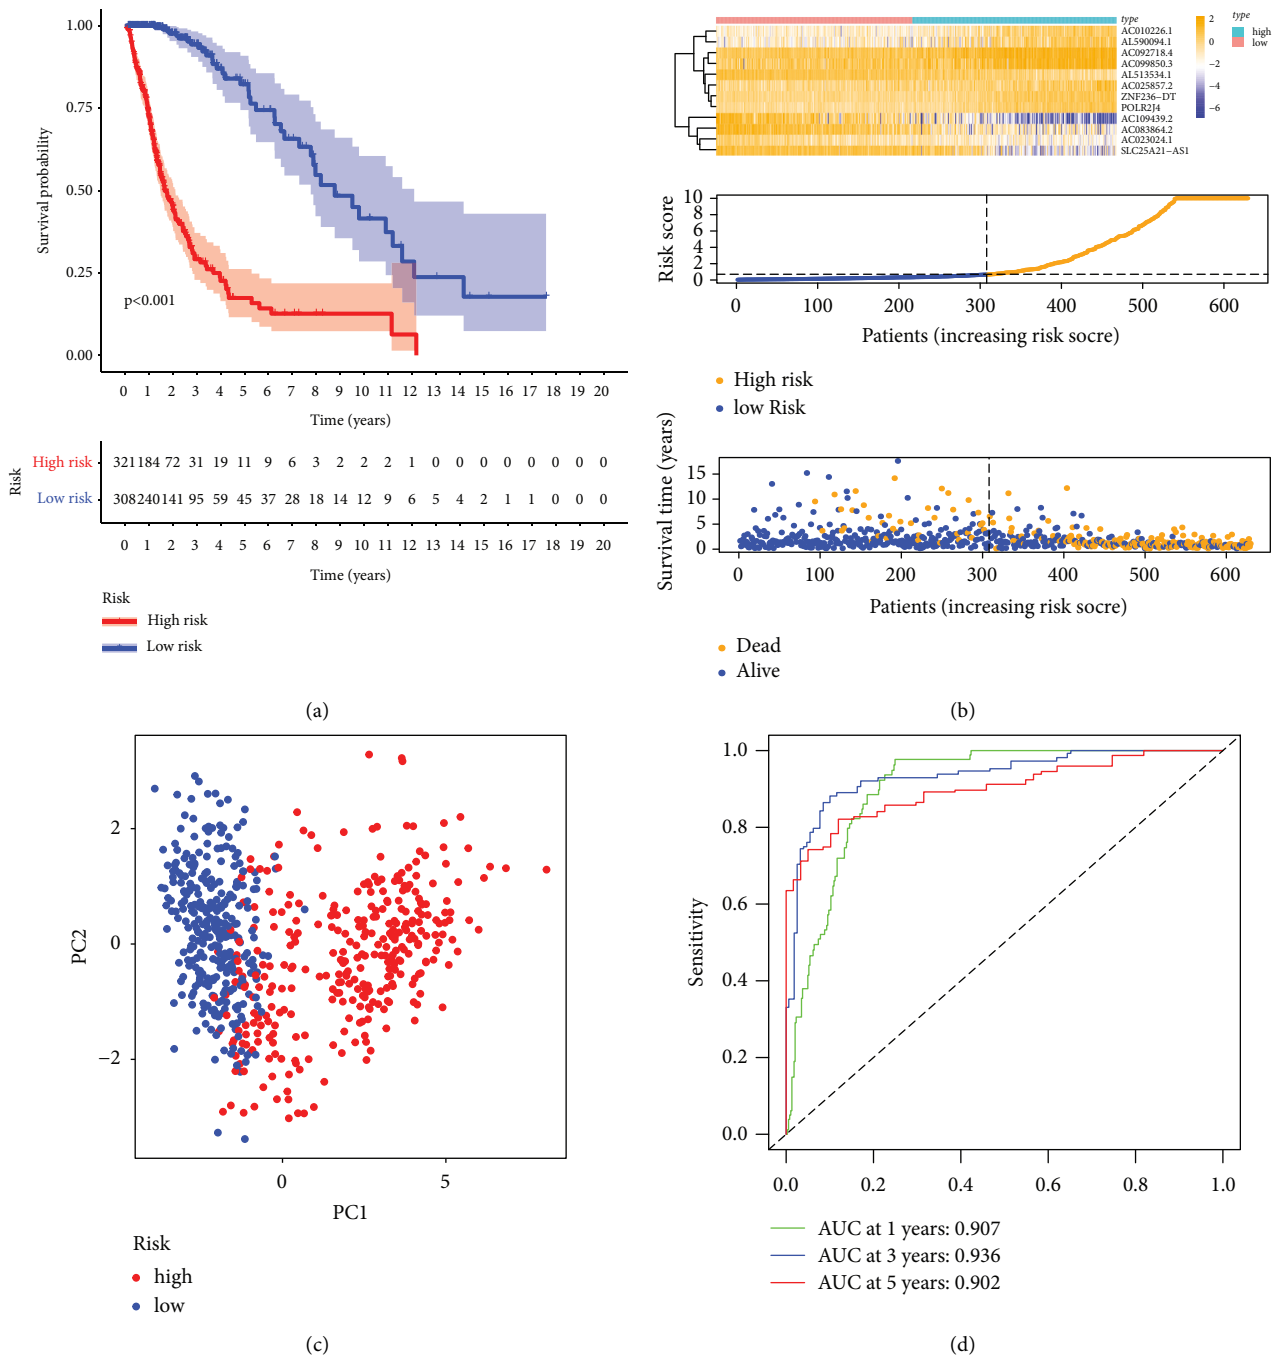 1.00
0.75
0.50
0.25
0.00
Survival probability
p<0.001
0 1 2 3 4 5 6 7 8 9 10 11 12 13 14 15 16 17 18 19 20
Time (years)
Risk
High risk 321 184 72 31 19 11 9 6 3 2 2 2 1 0 0 0 0 0 0 0 0
Low risk 308 240 141 95 59 45 37 28 18 14 12 9 6 5 4 2 1 1 0 0 0
0 1 2 3 4 5 6 7 8 9 10 11 12 13 14 15 16 17 18 19 20
Time (years)
Risk
High risk
Low risk
(a)
type
AC010226.1
AL590094.1
AC092718.4
AC099850.3
AL513534.1
AC025857.2
ZNF236−DT
POLR2J4
AC109439.2
AC083864.2
AC023024.1
SLC25A21−AS1
2
0
−2
−4
−6
type
high
low
Risk score
10
8
6
4
2
0
0 100 200 300 400 500 600
Patients (increasing risk socre)
High risk
low Risk
Survival time (years)
15
10
5
0
0 100 200 300 400 500 600
Patients (increasing risk socre)
Dead
Alive
(b)
PC2
2
0
−2
0 5
PC1
Risk
high
low
(c)
Sensitivity
1.0
0.8
0.6
0.4
0.2
0.0
0.0 0.2 0.4 0.6 0.8 1.0
AUC at 1 years: 0.907
AUC at 3 years: 0.936
AUC at 5 years: 0.902
(d)